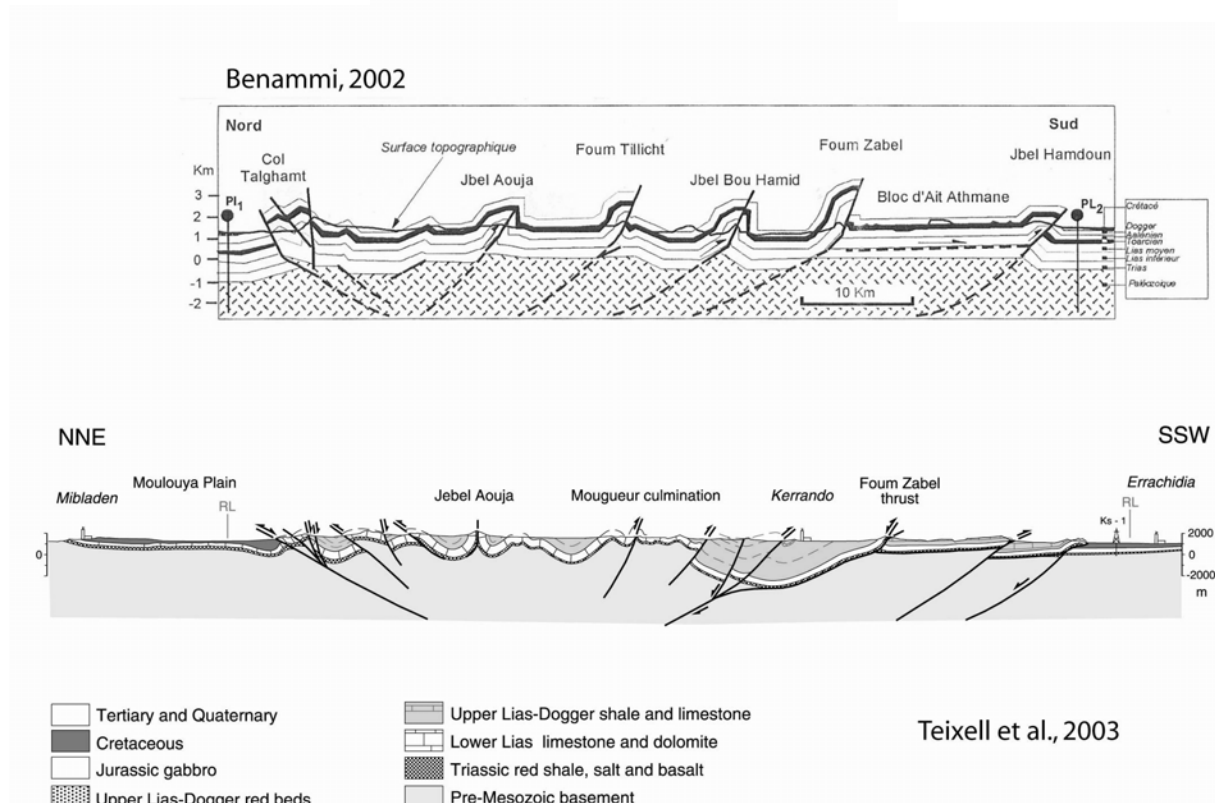 Benammi, 2002
Nord
Sud
Surface topographique
Foum Tillicht
Foum Zabel
Jbel Hamdoun
Col
Talghamt
Km
Jbel Aouja
Jbel Bou Hamid
Bloc d'Ait Athmane
PI1
PL2
3
2
1
0
-1
-2
10 Km
Crétacé
Dogger
Aalénien
Toarcien
Lias moyen
Lias inférieur
Trias
Paléozoïque
NNE
SSW
Mibladen
Moulouya Plain
RL
Jebel Aouja
Mougueur culmination
Kerrando
Foum Zabel
thrust
Errachidia
RL
Ks - 1
0
2000
0
-2000
m
Tertiary and Quaternary
Cretaceous
Jurassic gabbro
Upper Lias-Dogger red beds
Upper Lias-Dogger shale and limestone
Lower Lias limestone and dolomite
Triassic red shale, salt and basalt
Pre-Mesozoic basement
Teixell et al., 2003